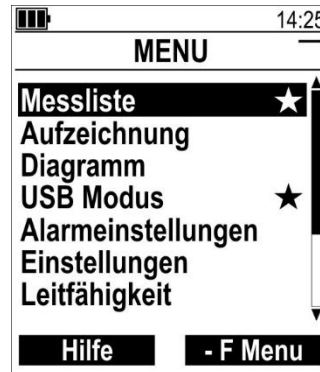 14:25
MENU
Messliste
Aufzeichnung
Diagramm
USB Modus
Alarmeinstellungen
Einstellungen
Leitfähigkeit
Hilfe
- F Menu